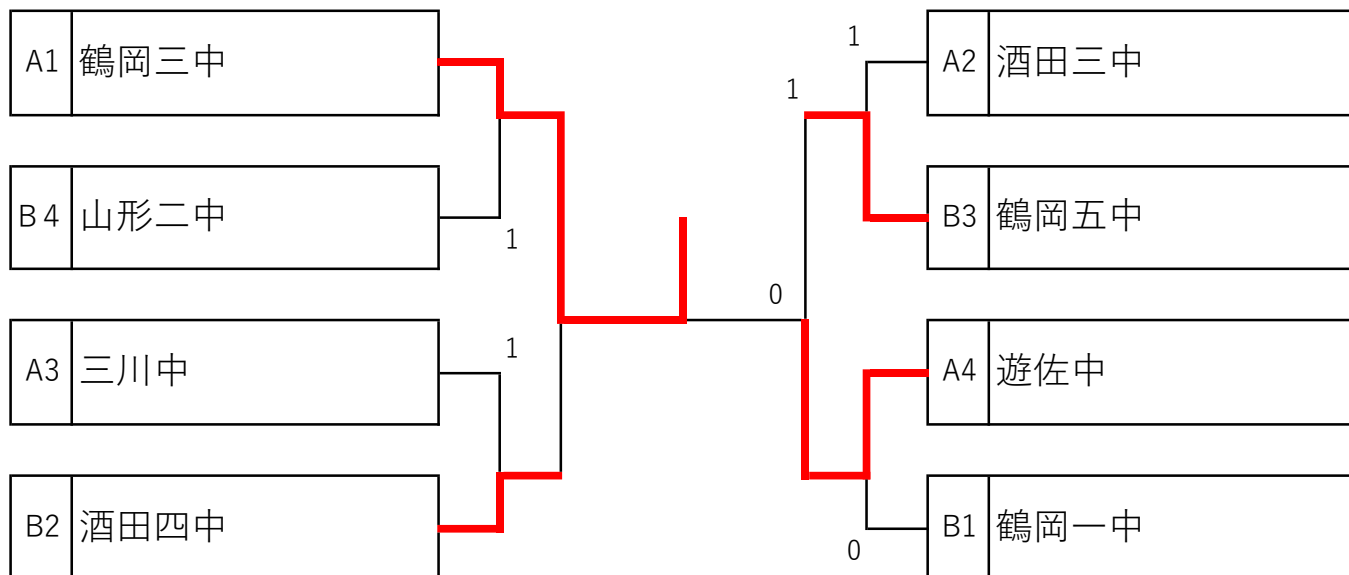 A1 鶴岡三中
B４ 山形二中
1
1
A3 三川中
B2 酒田四中
0
1
1
A2 酒田三中
B3 鶴岡五中
A4 遊佐中
B1 鶴岡一中
0